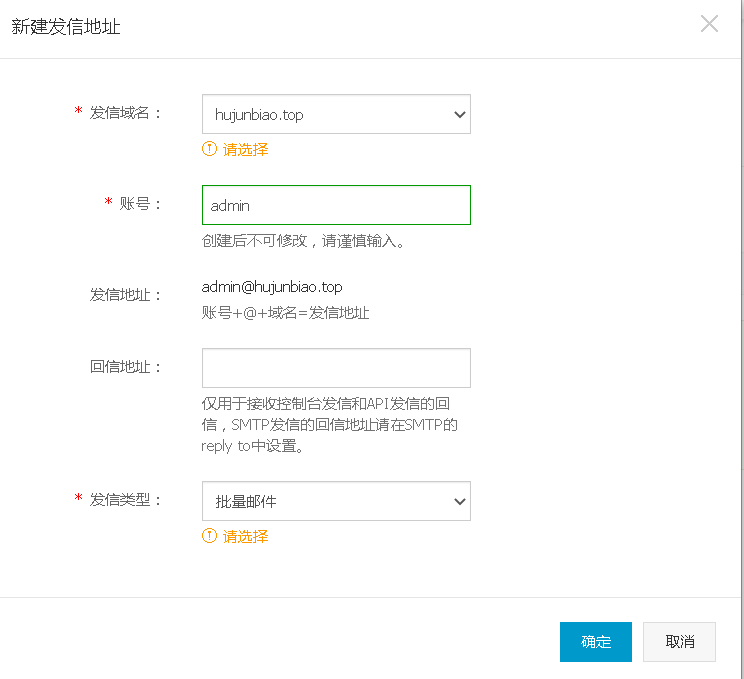 新建发信地址
* 发信域名： hujunbiao.top
请选择
* 账号： admin
创建后不可修改，请谨慎输入。
发信地址： admin@hujunbiao.top
账号+@+域名=发信地址
回信地址：
仅用于接收控制台发信和API发信的回
信，SMTP发信的回信地址请在SMTP的
reply to中设置。
* 发信类型： 批量邮件
请选择
确定 取消